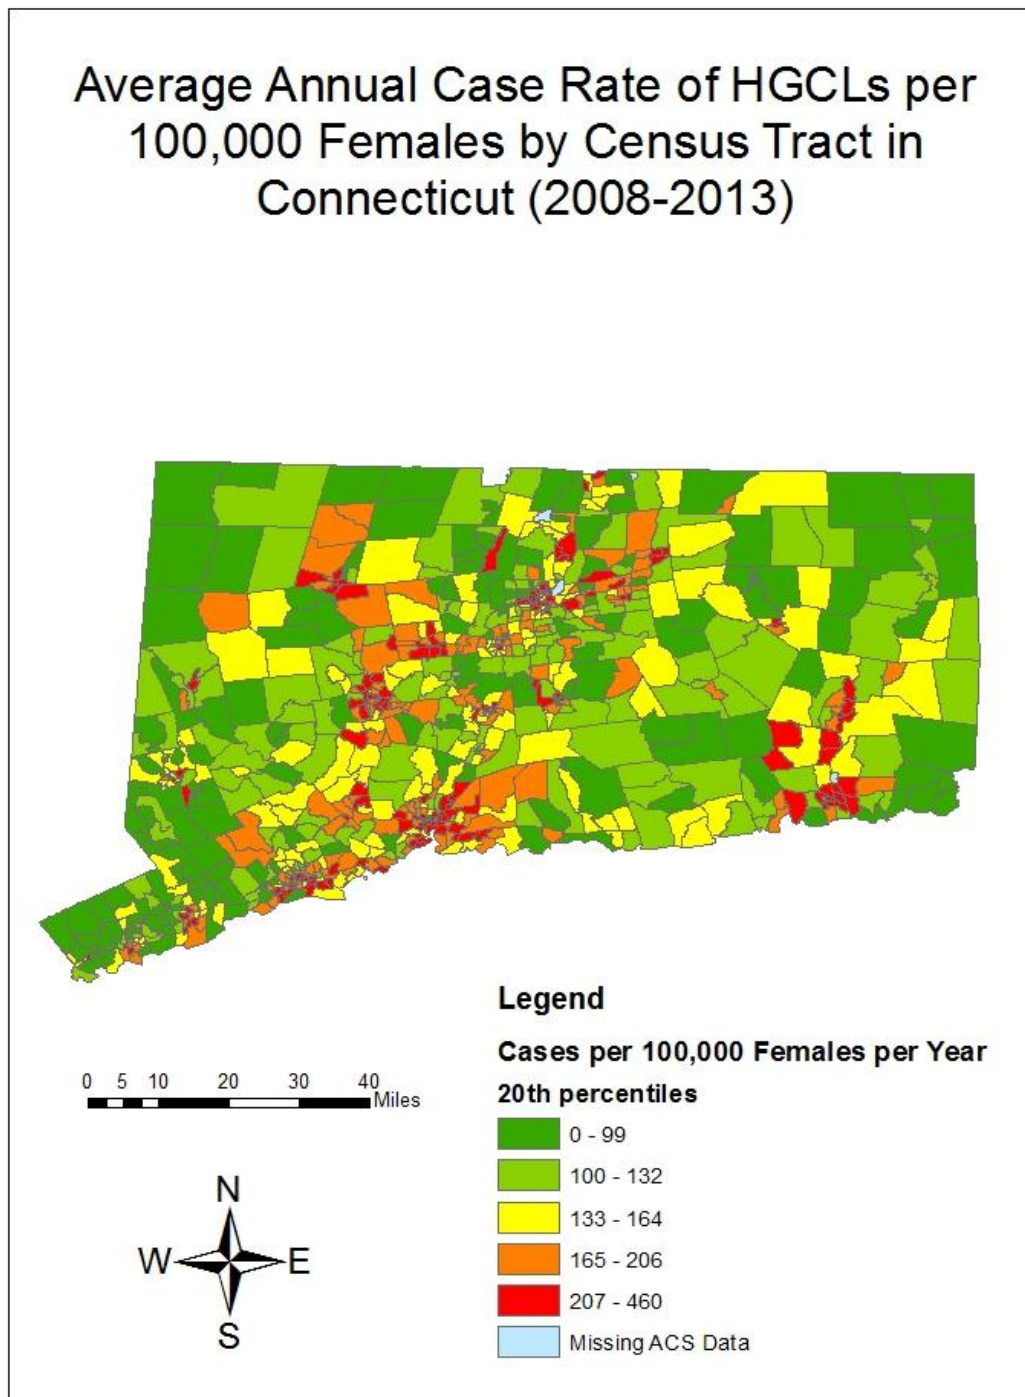 Average Annual Case Rate of HGCLs per
100,000 Females by Census Tract in
Connecticut (2008-2013)
Legend
Cases per 100,000 Females per Year
20th percentiles
0 - 99
100 - 132
133 - 164
165 - 206
207 - 460
Missing ACS Data
0 5 10 20 30 40
Miles
N
W E
S